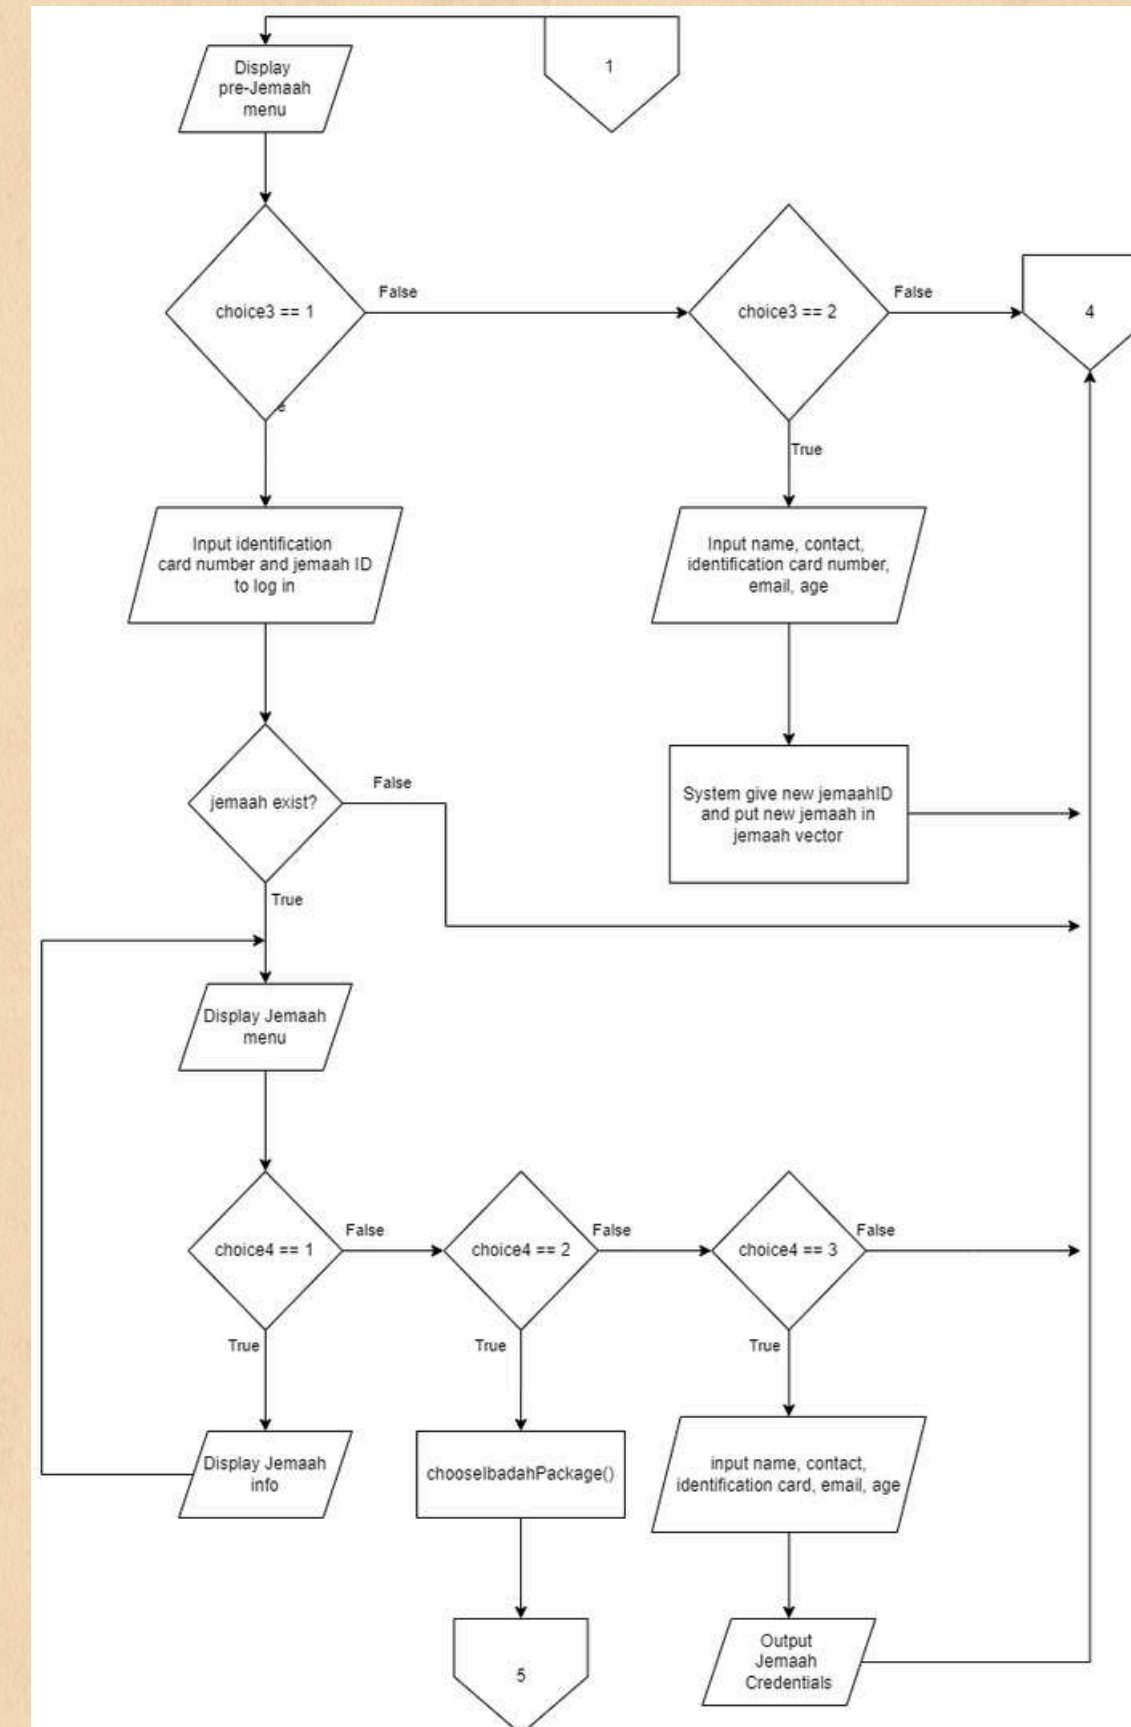 1
Display
pre-Jemaah
menu
choice3 == 1
False
choice3 == 2
False
4
e
True
Input identification
card number and jemaah ID
to log in
Input name, contact,
identification card number,
email, age
jemaah exist?
False
System give new jemaahID
and put new jemaah in
jemaah vector
True
Display Jemaah
menu
choice4 == 1
False
choice4 == 2
False
choice4 == 3
False
True
True
True
Display Jemaah
info
chooseIbadahPackage()
input name, contact,
identification card, email, age
5
Output
Jemaah
Credentials